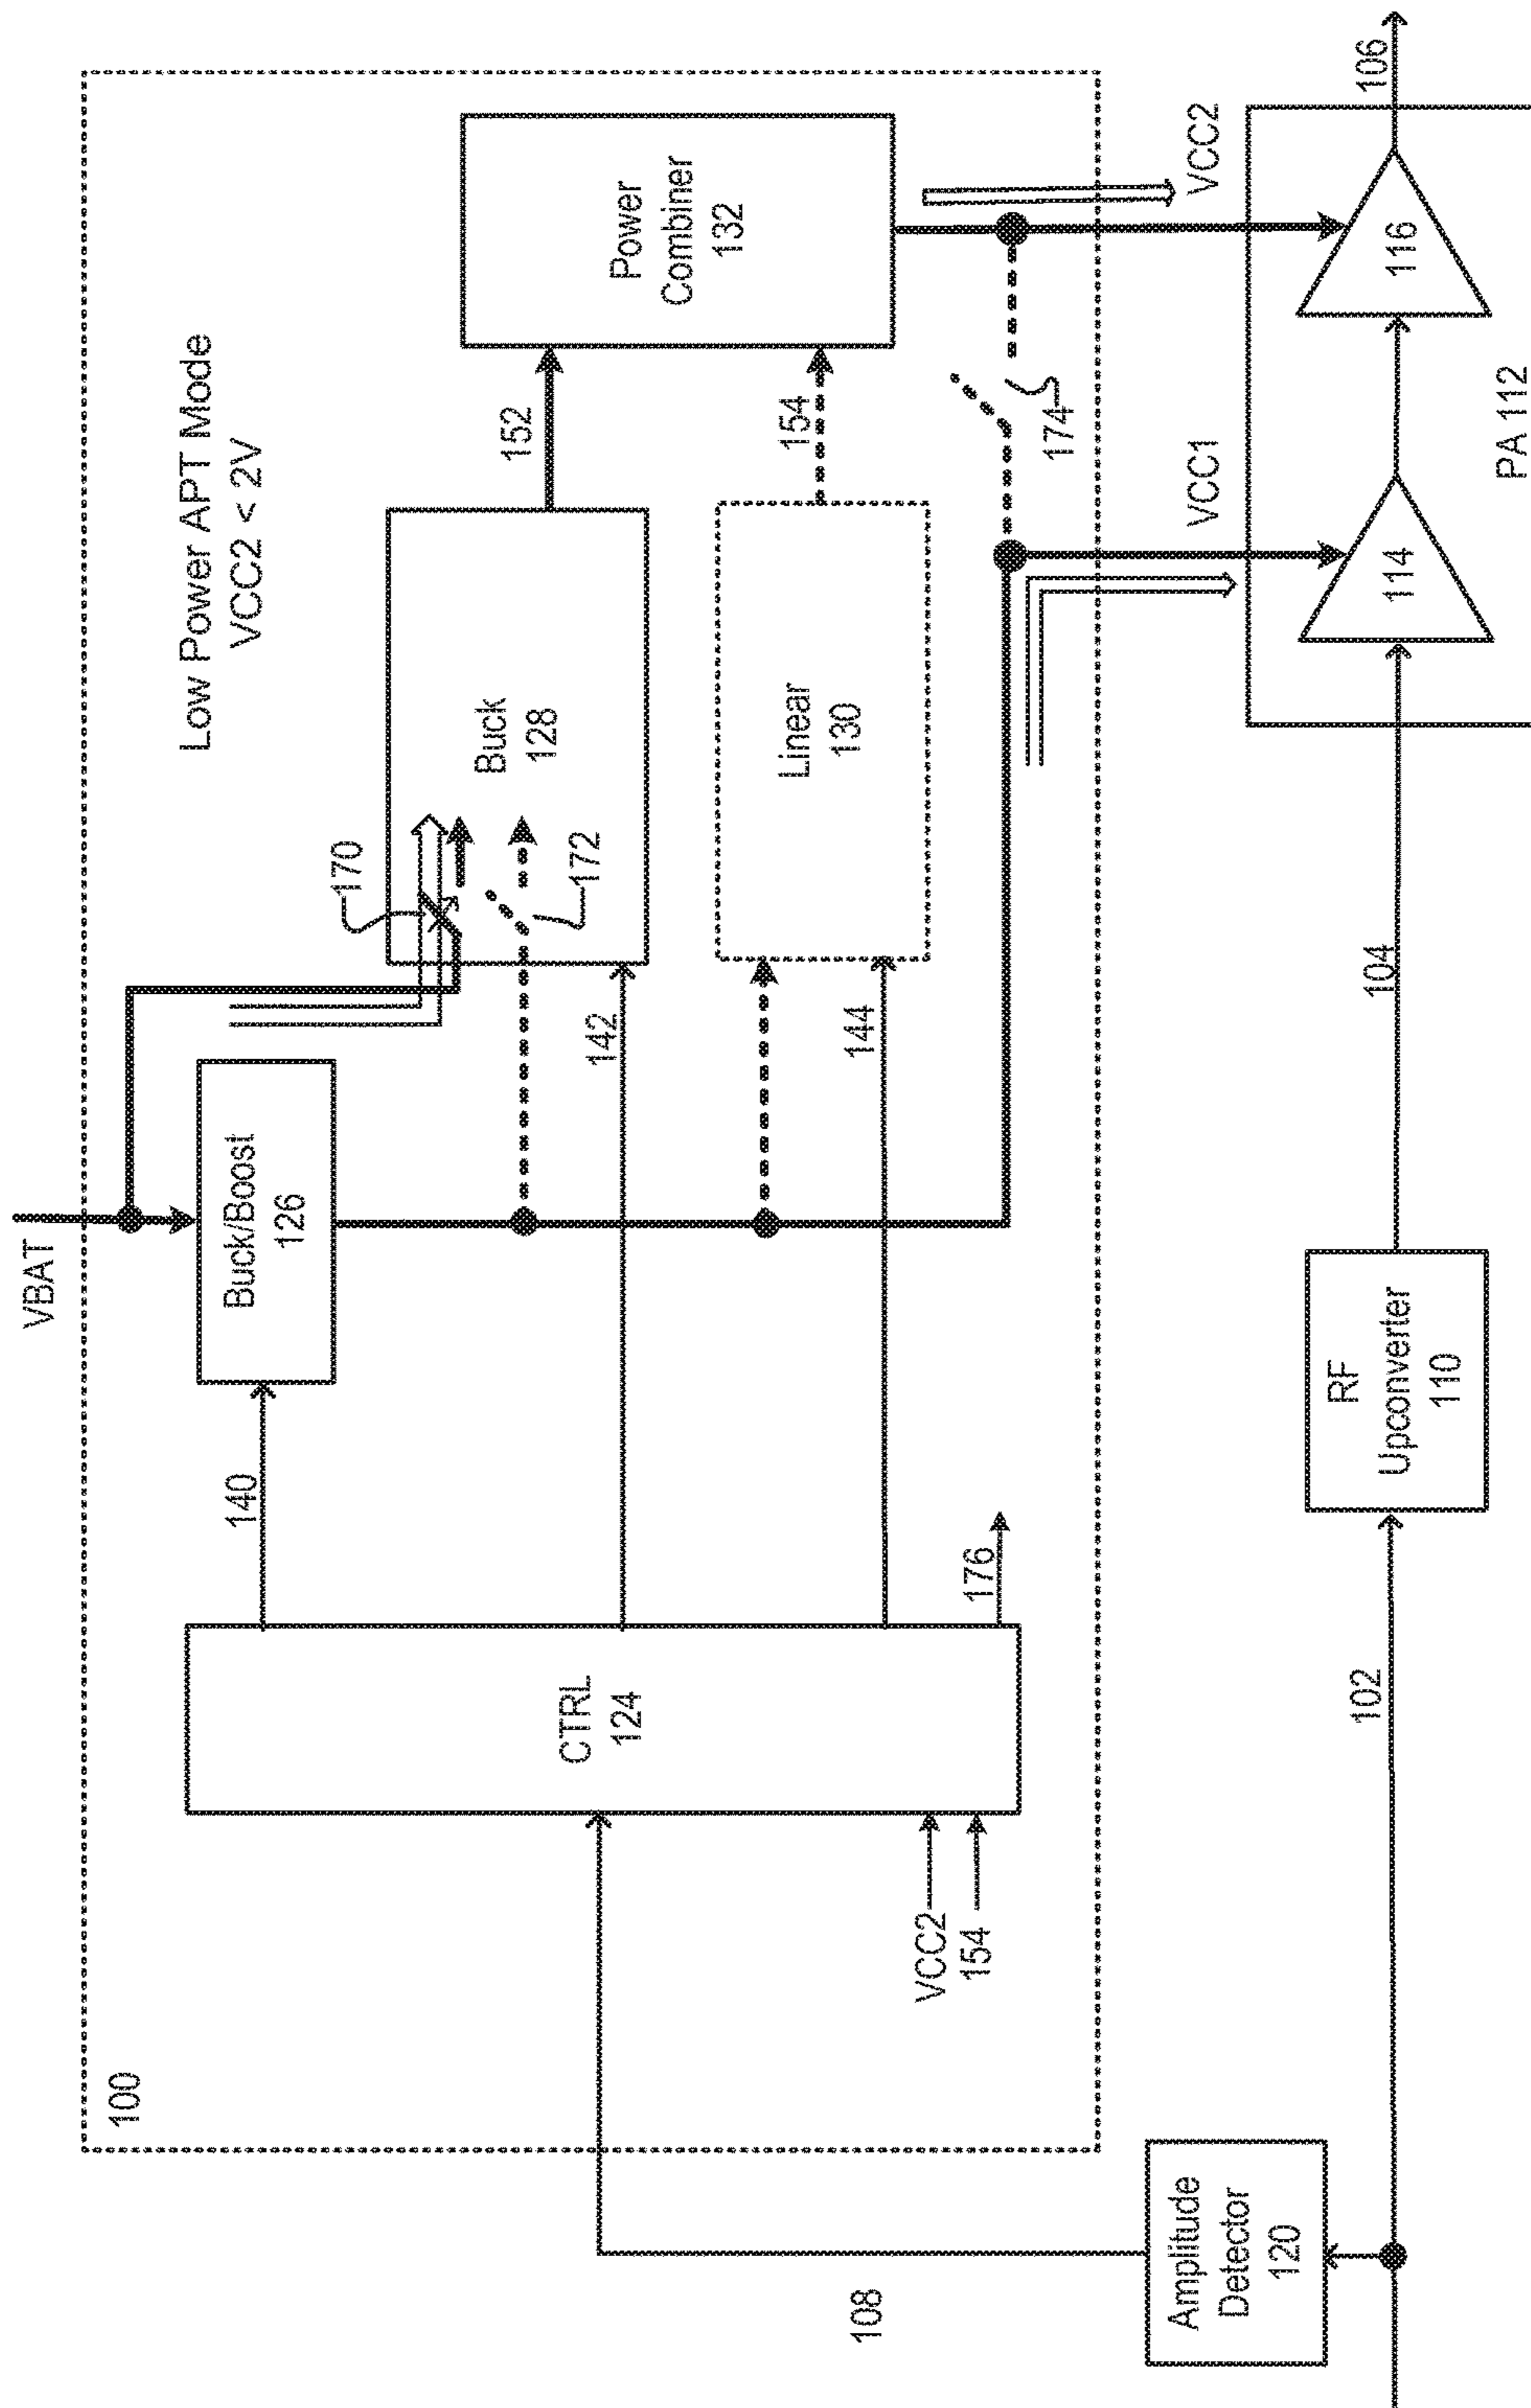 100
Low Power APT Mode
VCC2 < 2V
VBAT
Buck/Boost
126
140
170
Buck
128
172
152
Power
Combiner
132
142
CTRL
124
Linear
130
154
144
176
174
VCC2
154
VCC1
VCC2
108
Amplitude
Detector
120
102
RF
Upconverter
110
104
114
116
106
PA 112